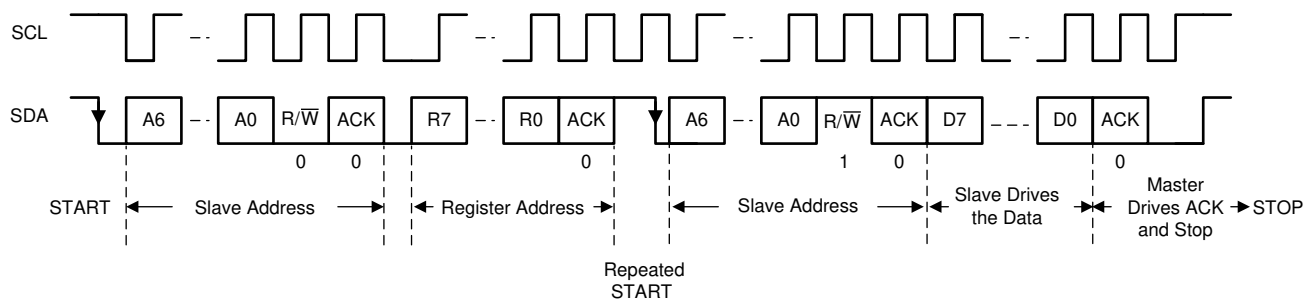 SCL
SDA
A6 A0 R/W̅ ACK R7 R0 ACK A6 A0 R/W̅ ACK D7 D0 ACK
0 0 0 1 0 0
START Slave Address Register Address Slave Address Slave Drives the Data Master Drives ACK and Stop STOP
Repeated
START